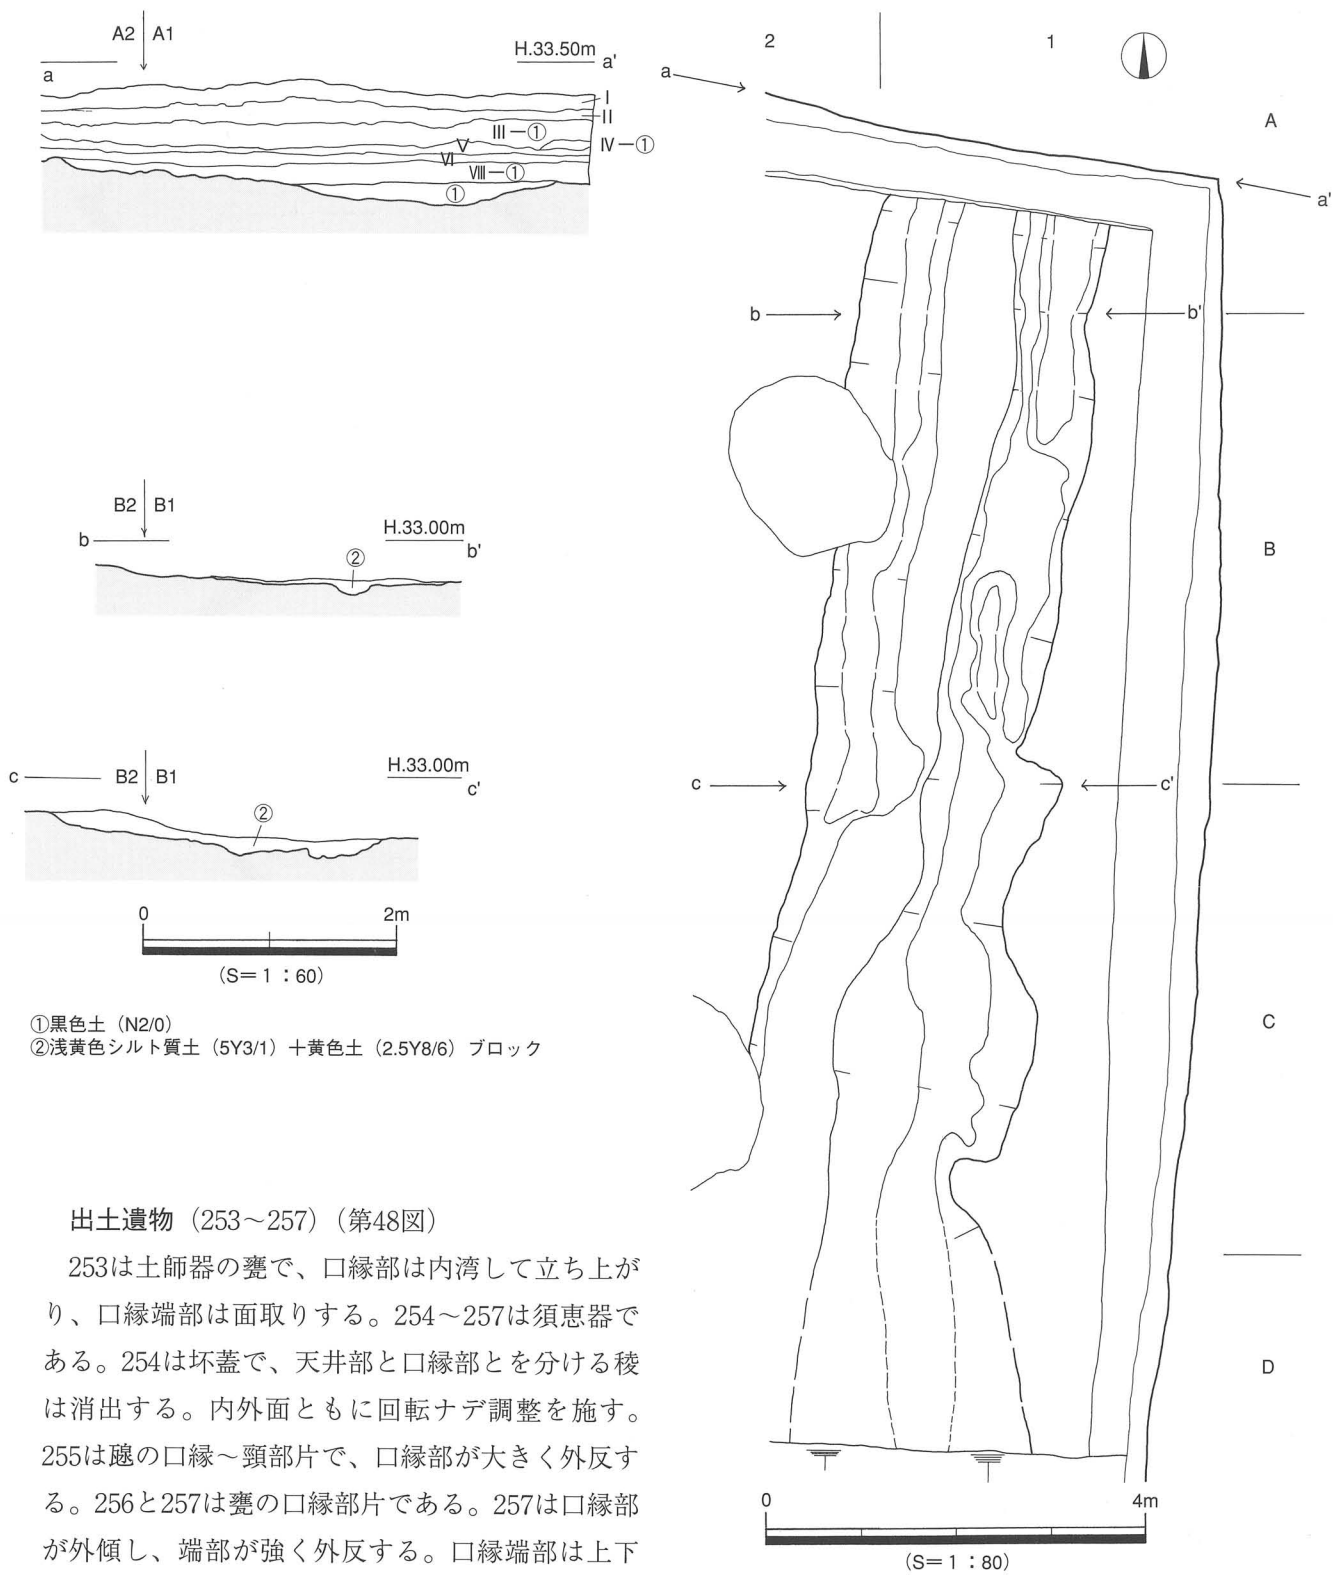 A2 A1
H.33.50m
a
a'
I
II
III－①
IV－①
V
VI
VIII－①
①
B2 B1
H.33.00m
b
b'
②
c
B2 B1
H.33.00m
c'
②
0
2m
（S＝1：60）
①黒色土（N2/0）
②浅黄色シルト質土（5Y3/1）＋黄色土（2.5Y8/6）ブロック
出土遺物（253～257）（第48図）
253は土師器の甕で、口縁部は内湾して立ち上が
り、口縁端部は面取りする。254～257は須恵器で
ある。254は坏蓋で、天井部と口縁部とを分ける稜
は消出する。内外面ともに回転ナデ調整を施す。
255は𤭯の口縁～頸部片で、口縁部が大きく外反す
る。256と257は甕の口縁部片である。257は口縁部
が外傾し、端部が強く外反する。口縁端部は上下
2
1
a
A
a'
b
b'
B
c
c'
C
D
0
4m
（S＝1：80）